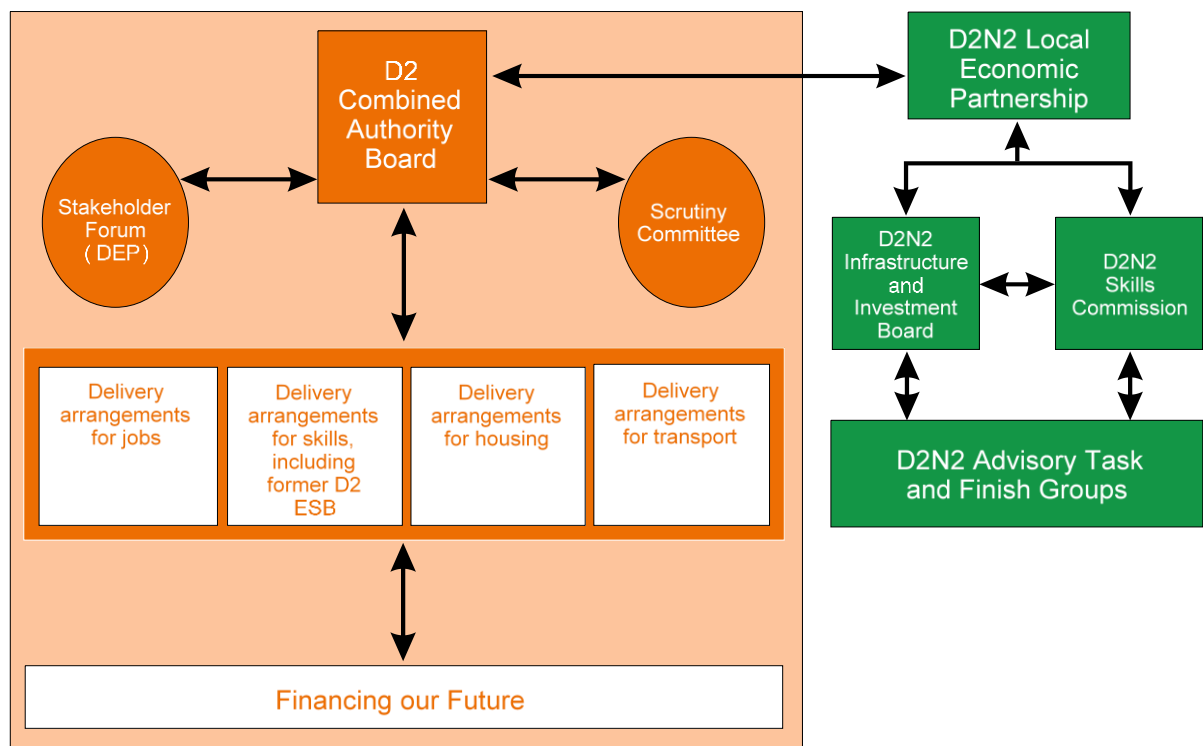 D2
Combined
Authority
Board
D2N2 Local
Economic
Partnership
Stakeholder
Forum
( DEP)
Scrutiny
Committee
D2N2
Infrastructure
and
Investment
Board
D2N2
Skills
Commission
Delivery
arrangements
for jobs
Delivery
arrangements
for skills,
including
former D2
ESB
Delivery
arrangements
for housing
Delivery
arrangements
for transport
D2N2 Advisory Task
and Finish Groups
Financing our Future